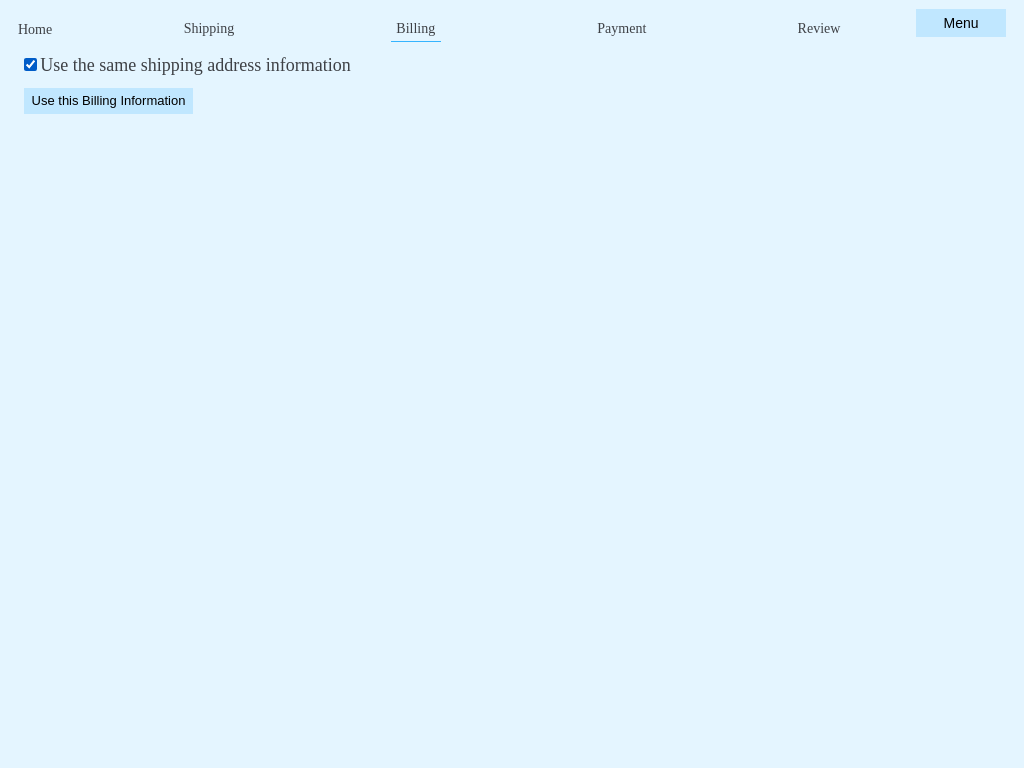 Home Shipping Billing Payment Review Menu
Use the same shipping address information
Use this Billing Information